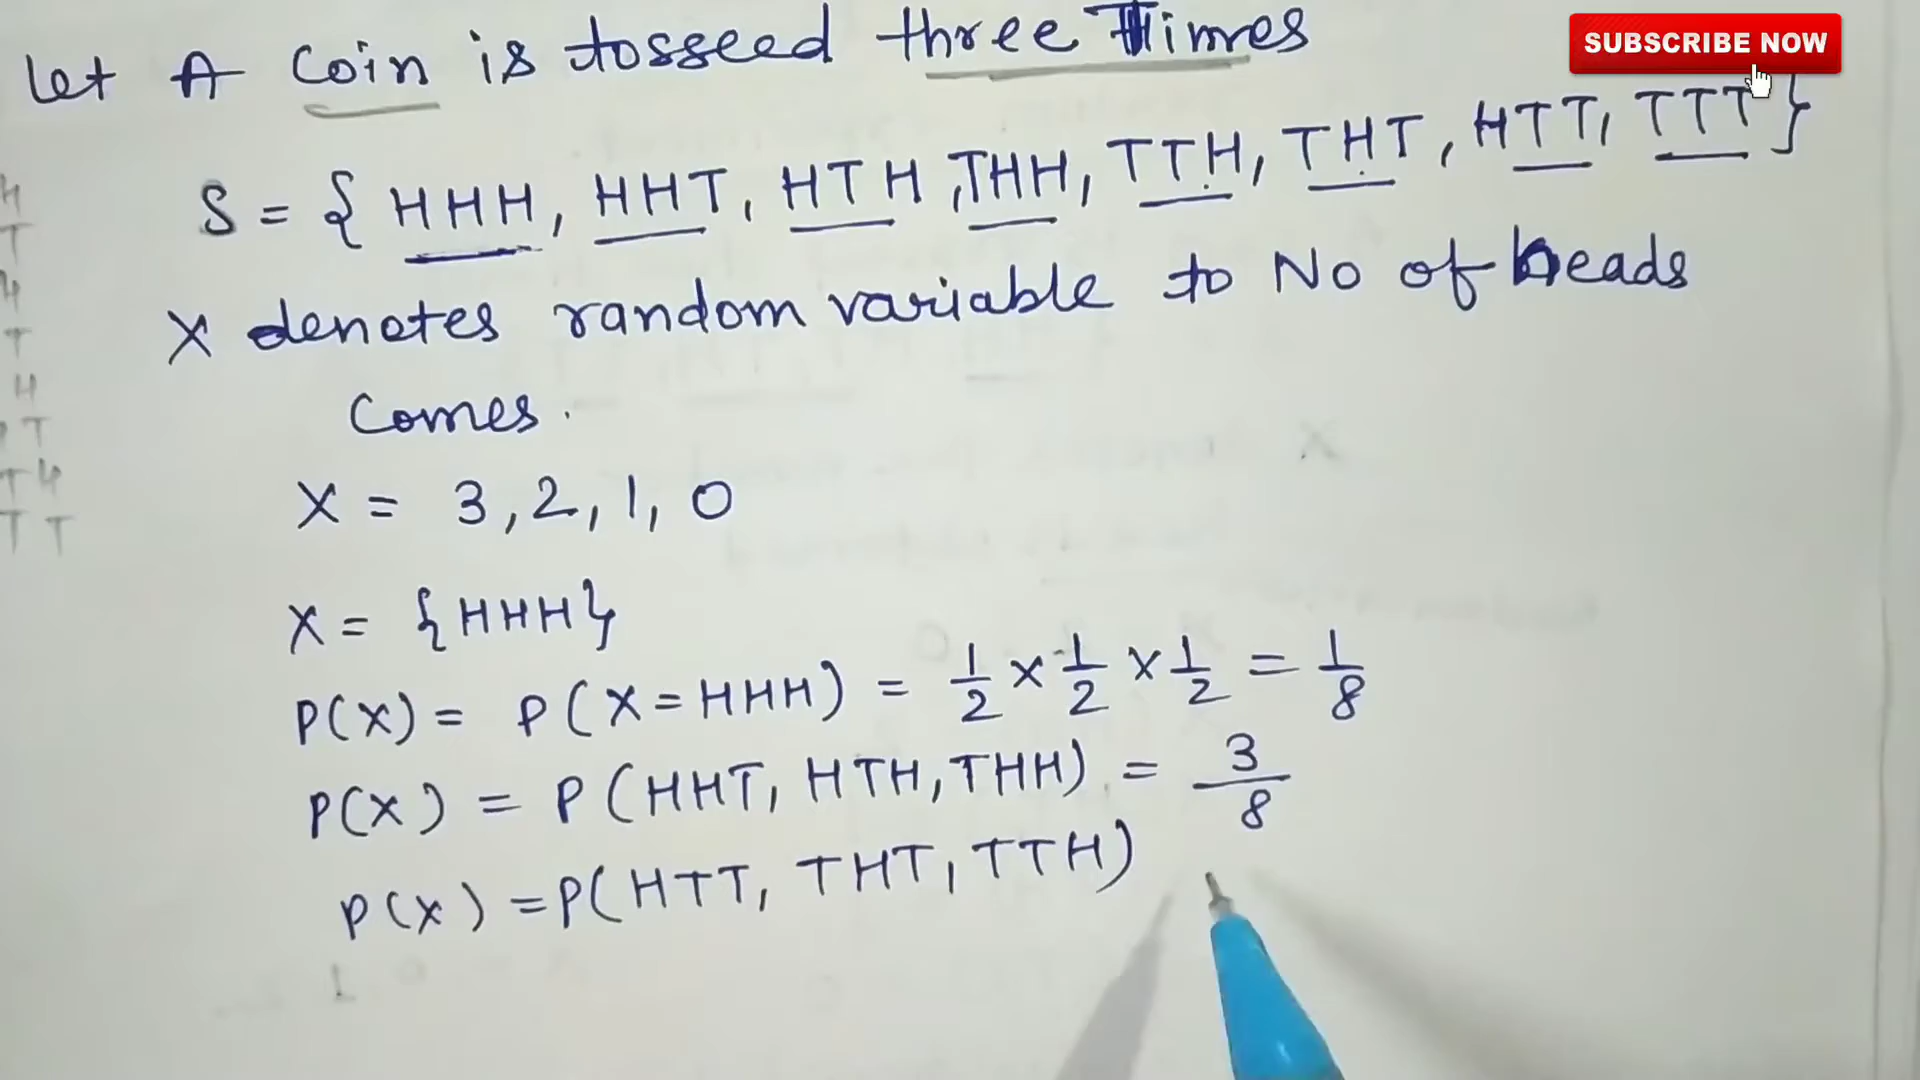 let A Coin is tosseed three Times
SUBSCRIBE NOW
S = { HHH, HHT, HTH, THH, TTH, THT, HTT, TTT }
X denotes random variable to No of heads
Comes.
X = 3, 2, 1, 0
X = {HHH}
P(X) = P(X=HHH) = 1/2 × 1/2 × 1/2 = 1/8
P(X) = P(HHT, HTH, THH) = 3/8
P(X) = P(HTT, THT, TTH)
H
T
H
T
H
T
T H
T T